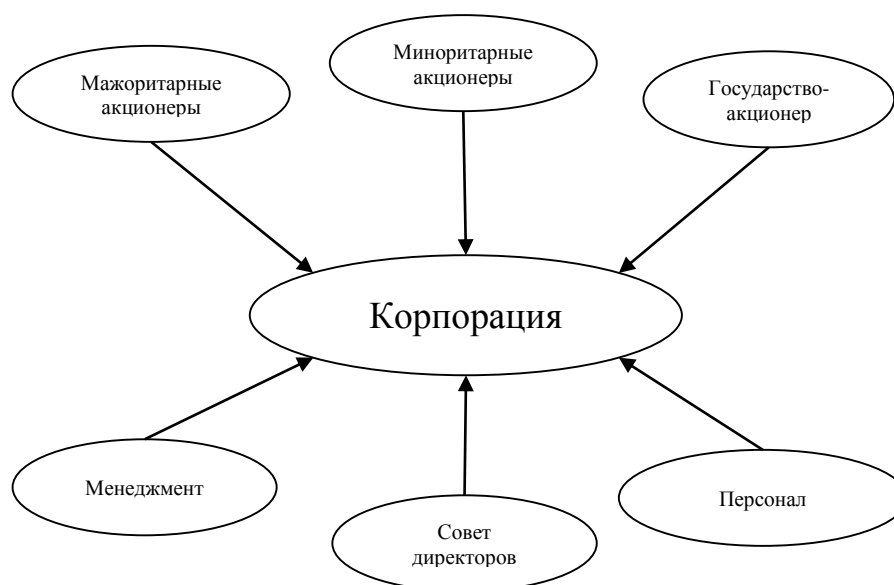 Мажоритарные
акционеры
Миноритарные
акционеры
Государство-
акционер
Корпорация
Менеджмент
Совет
директоров
Персонал